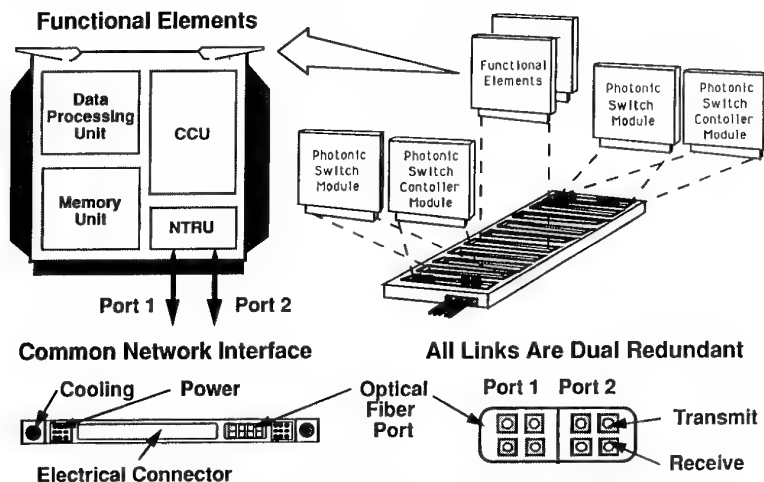 Functional Elements
Data
Processing
Unit
CCU
Memory
Unit
NTRU
Port 1
Port 2
Functional
Elements
Photonic
Switch
Module
Photonic
Switch
Contoller
Module
Photonic
Switch
Module
Photonic
Switch
Contoller
Module
Common Network Interface
Cooling
Power
Electrical Connector
Optical
Fiber
Port
All Links Are Dual Redundant
Port 1
Port 2
Transmit
Receive